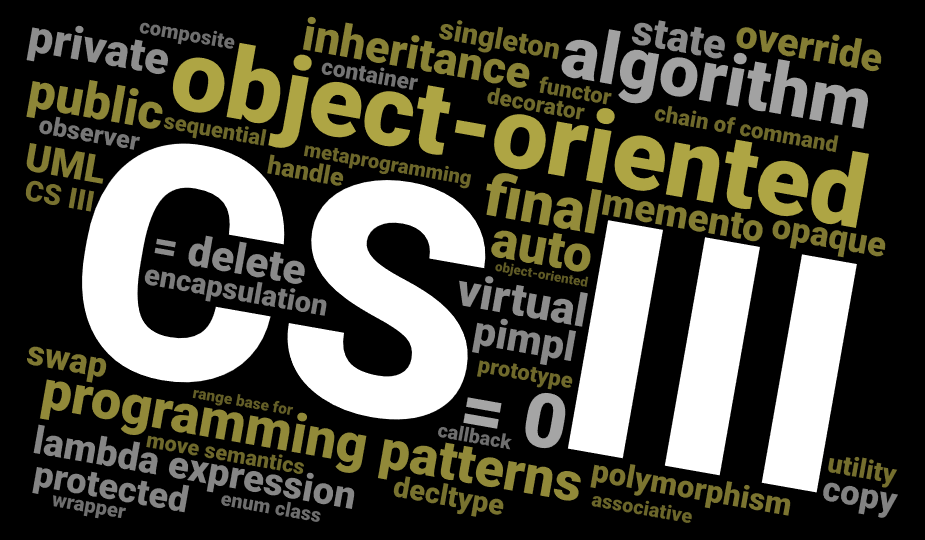 composite
private
inheritance
singleton
state
override
container
algorithm
object-oriented
functor
decorator
chain of command
public
sequential
observer
metaprogramming
handle
UML
CS III
final
memento
opaque
auto
object-oriented
CS III
= delete
encapsulation
virtual
pimpl
prototype
swap
range base for
= 0
callback
programming patterns
move semantics
lambda expression
protected
wrapper
enum class
decltype
polymorphism
associative
utility
copy